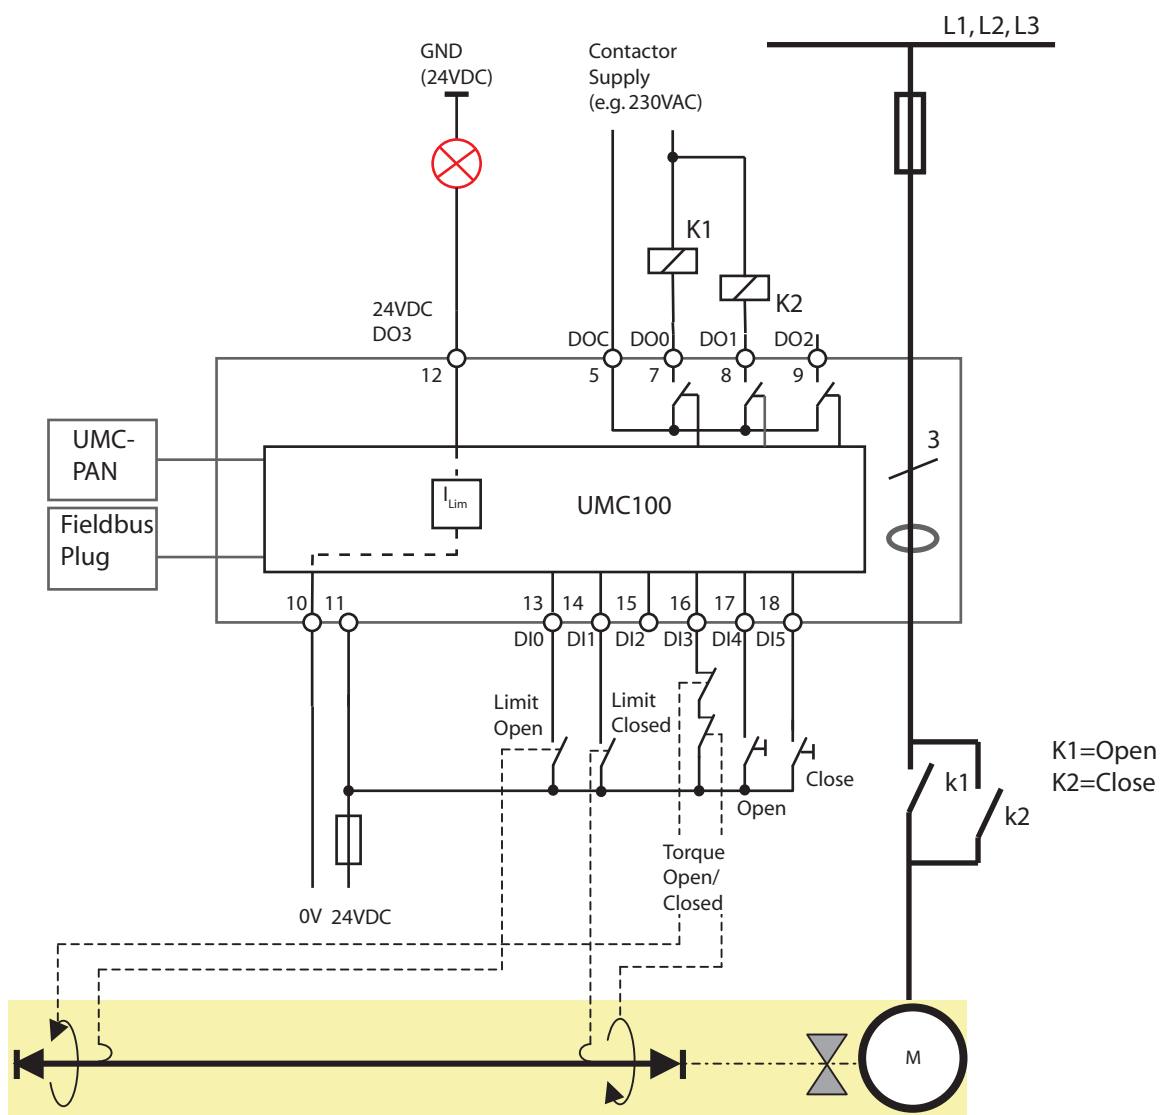 L1, L2, L3
GND
(24VDC)
Contactor
Supply
(e.g. 230VAC)
K1
K2
24VDC
DO3
DOC
DO0
DO1
DO2
12
5
7
8
9
UMC-
PAN
3
I Lim
UMC100
Fieldbus
Plug
10
11
13
14
15
16
17
18
DI0
DI1
DI2
DI3
DI4
DI5
Limit
Open
Limit
Closed
K1=Open
K2=Close
k1
k2
Close
Open
Torque
Open/
Closed
0V
24VDC
M